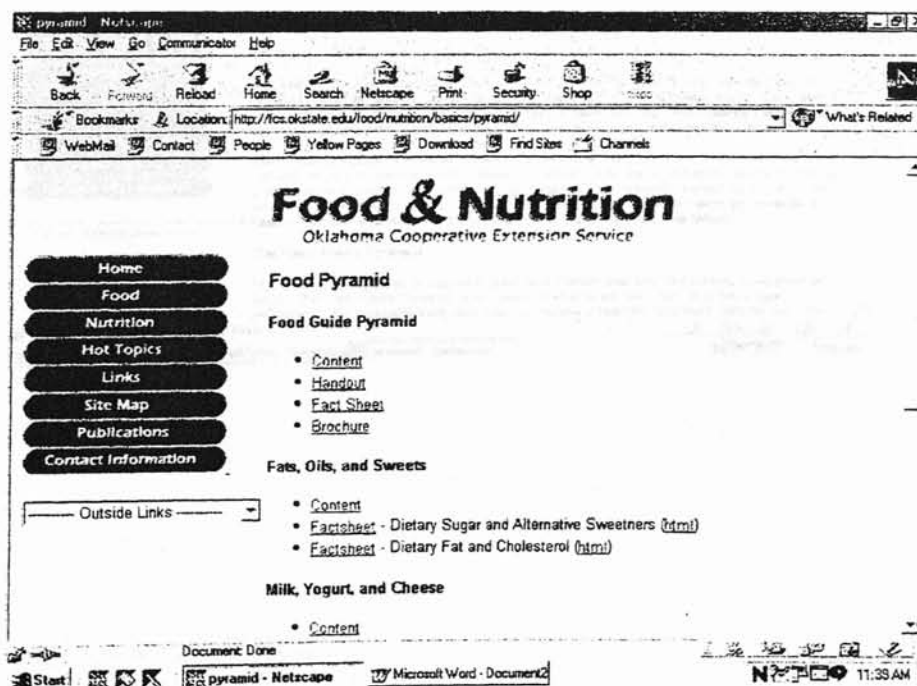 pyramid - Netscape
File Edit View Go Communicator Help
Back Forward Reload Home Search Netscape Print Security Shop
Bookmarks Location: http://fcs.okstate.edu/food/nutrition/basics/pyramid/ What's Related
WebMail Contact People Yellow Pages Download Find Sites Channels
Food & Nutrition
Oklahoma Cooperative Extension Service
Home
Food
Nutrition
Hot Topics
Links
Site Map
Publications
Contact Information
Outside Links
Food Pyramid
Food Guide Pyramid
• Content
• Handout
• Fact Sheet
• Brochure
Fats, Oils, and Sweets
• Content
• Factsheet - Dietary Sugar and Alternative Sweetners (html)
• Factsheet - Dietary Fat and Cholesterol (html)
Milk, Yogurt, and Cheese
• Content
Document: Done
Start pyramid - Netscape Microsoft Word - Document2 11:39 AM